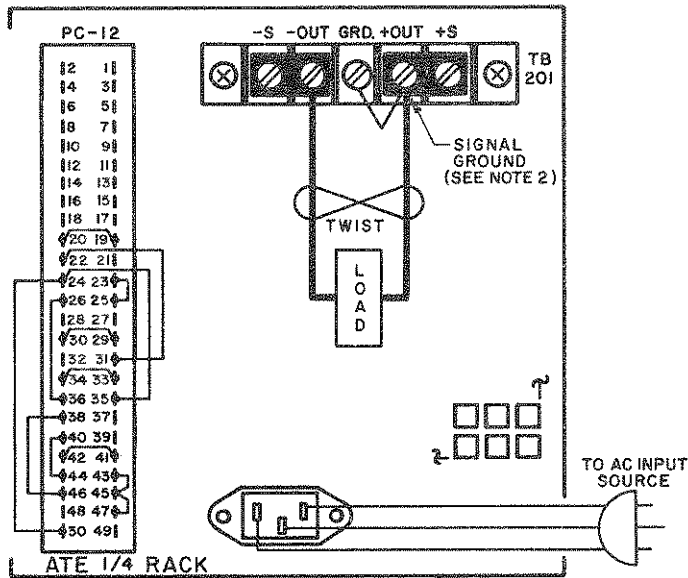 PC-12
2 1
4 3
6 5
8 7
10 9
12 11
14 13
16 15
18 17
20 19
22 21
24 23
26 25
28 27
30 29
32 31
34 33
36 35
38 37
40 39
42 41
44 43
46 45
48 47
30 49
ATE 1/4 RACK
-S -OUT GRD. +OUT +S
TB
201
SIGNAL
GROUND
(SEE NOTE 2)
TWIST
LOAD
TO AC INPUT
SOURCE